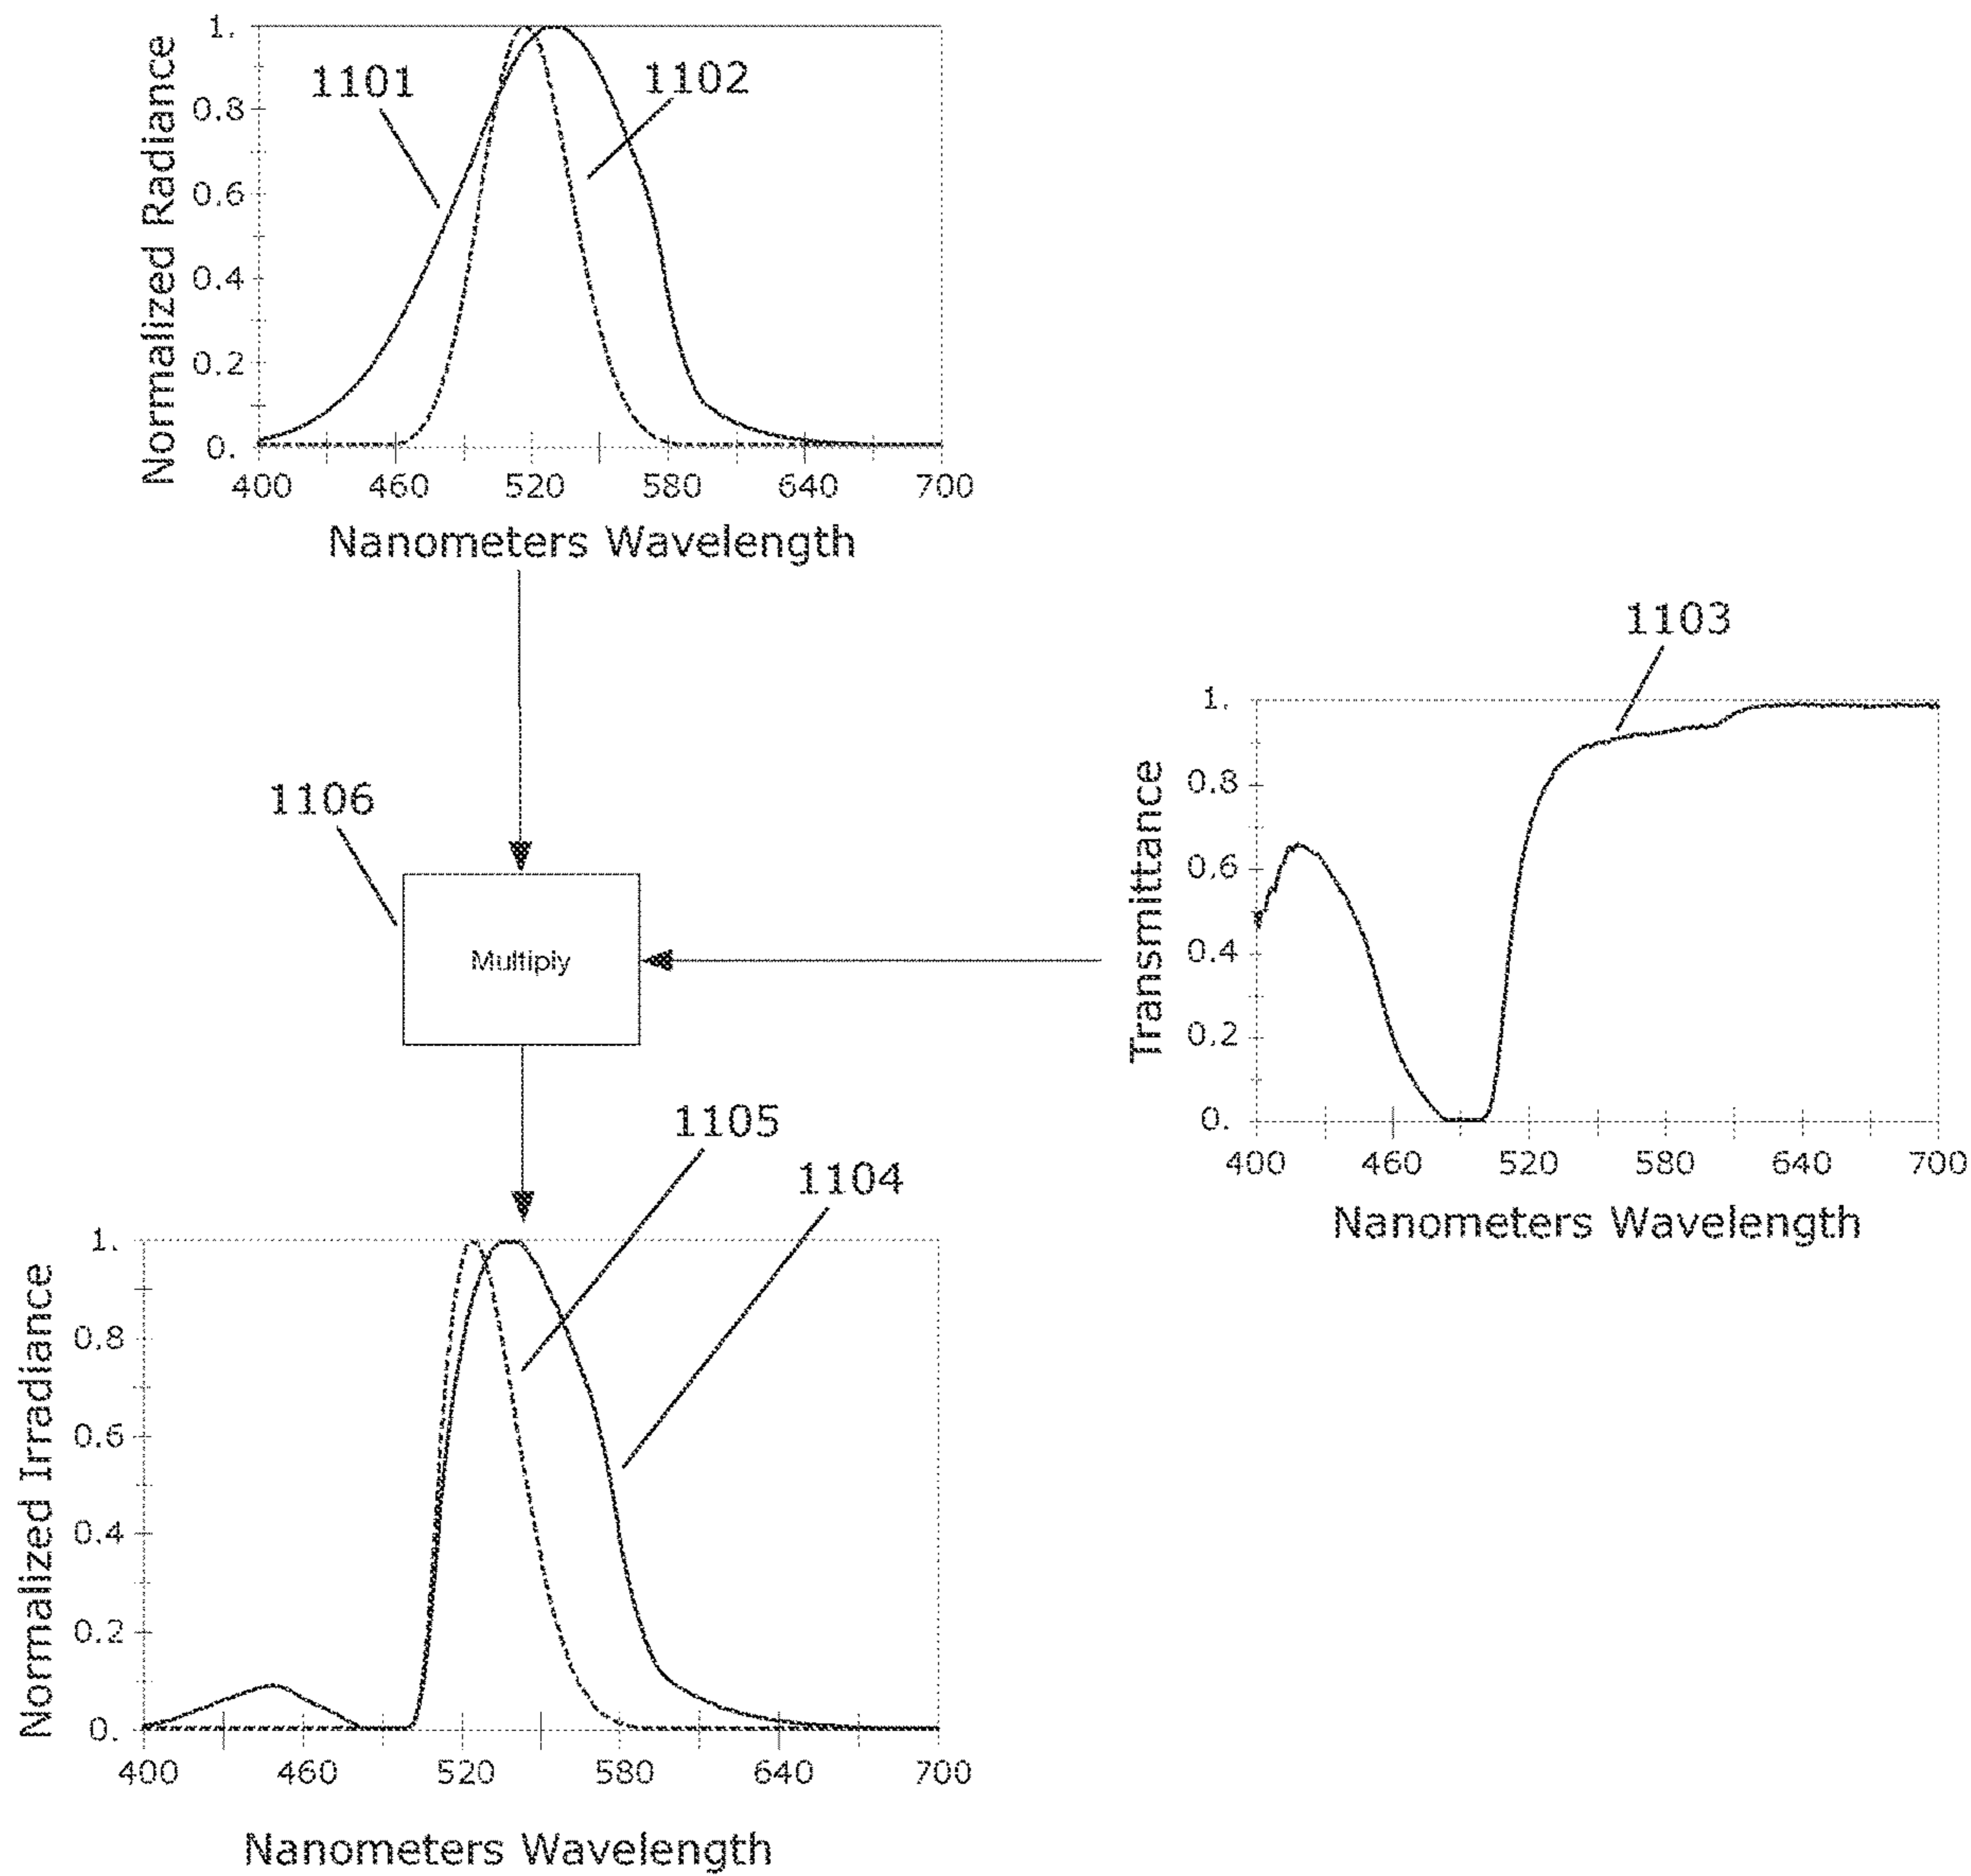 1.
1101
1102
0.8
0.6
0.4
0.2
0.
Normalized Radiance
400 460 520 580 640 700
Nanometers Wavelength
1103
1.
0.8
0.6
0.4
0.2
0.
Transmittance
400 460 520 580 640 700
Nanometers Wavelength
1106
Multiply
1105
1104
1.
0.8
0.6
0.4
0.2
0.
Normalized Irradiance
400 460 520 580 640 700
Nanometers Wavelength